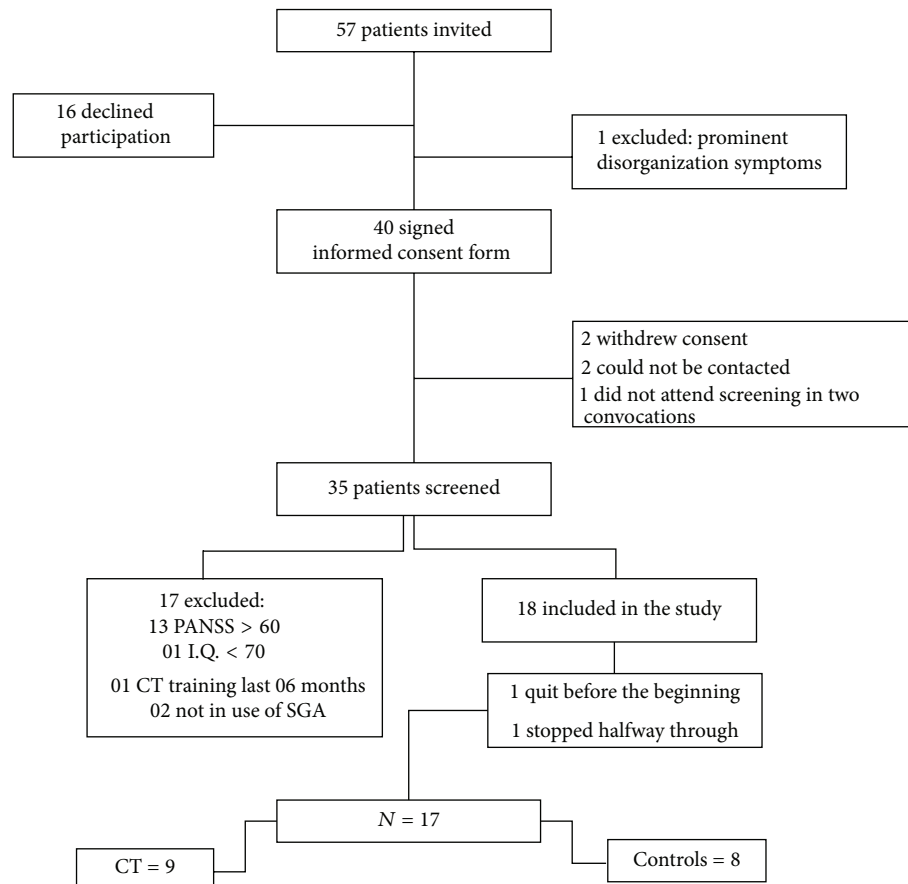 57 patients invited
16 declined
participation
1 excluded: prominent
disorganization symptoms
40 signed
informed consent form
2 withdrew consent
2 could not be contacted
1 did not attend screening in two
convocations
35 patients screened
17 excluded:
13 PANSS > 60
01 I.Q. < 70
01 CT training last 06 months
02 not in use of SGA
18 included in the study
1 quit before the beginning
1 stopped halfway through
N = 17
CT = 9
Controls = 8